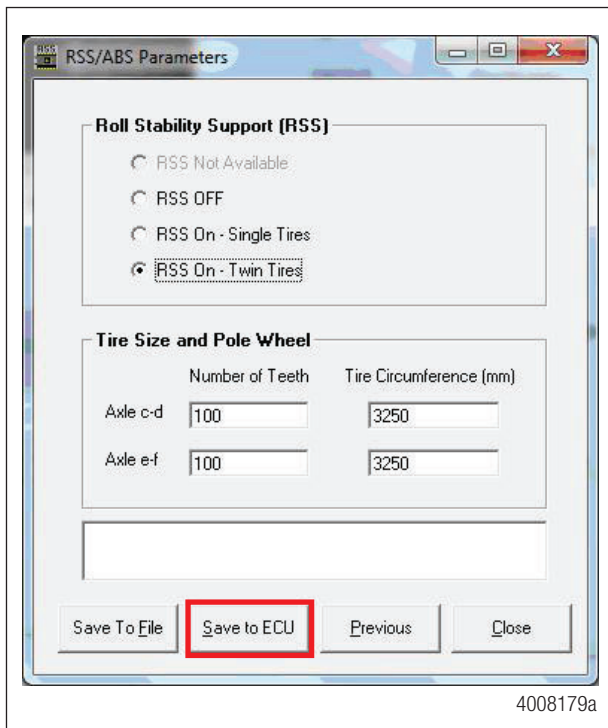 RSS
RSS/ABS Parameters
X
Roll Stability Support (RSS)
RSS Not Available
RSS OFF
RSS On - Single Tires
RSS On - Twin Tires
Tire Size and Pole Wheel
Number of Teeth Tire Circumference (mm)
Axle c-d 100 3250
Axle e-f 100 3250
Save To File Save to ECU Previous Close
4008179a